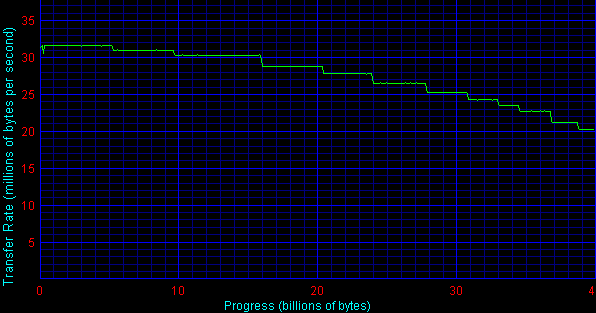 Transfer Rate (millions of bytes per second)
35
30
25
20
15
10
5
0 10 20 30 4
Progress (billions of bytes)